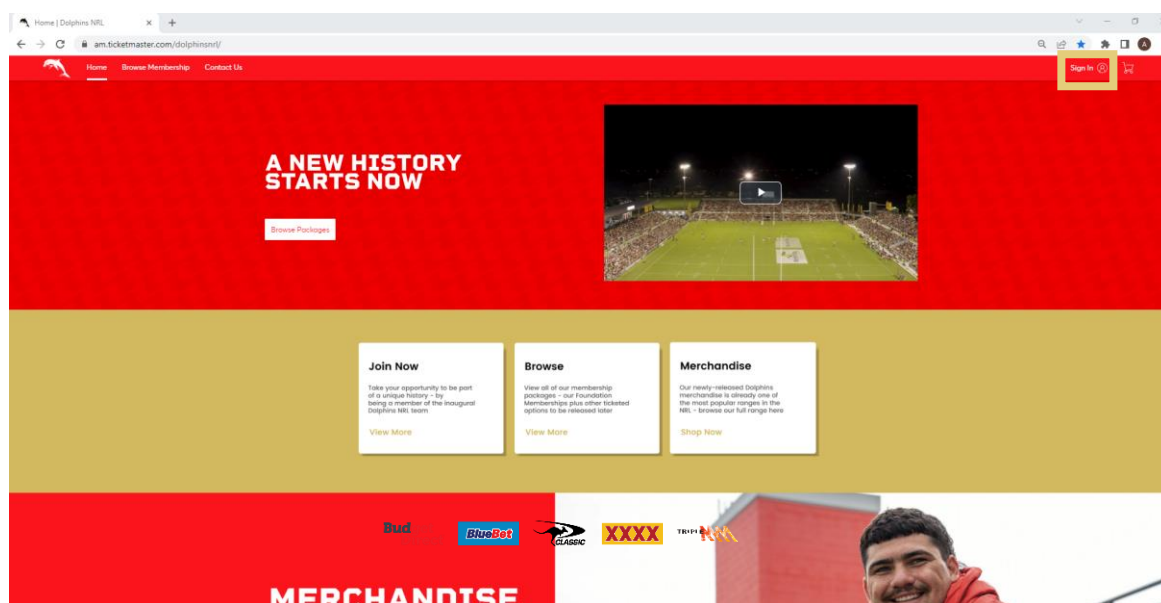 Home | Dolphins NRL
am.ticketmaster.com/dolphinsnrl/
A
Home Browse Membership Contact Us Sign In
A NEW HISTORY
STARTS NOW
Browse Packages
Join Now
Take your opportunity to be part
of a unique history - by
being a member of the inaugural
Dolphins NRL team
View More
Browse
View all of our membership
packages - our Foundation
Memberships plus other ticketed
options to be released later
View More
Merchandise
Our newly-released Dolphins
merchandise is already one of
the most popular ranges in the
NRL - browse our full range here
Shop Now
Bud
BlueBet
CLASSIC
XXXX
MERCHANDISE